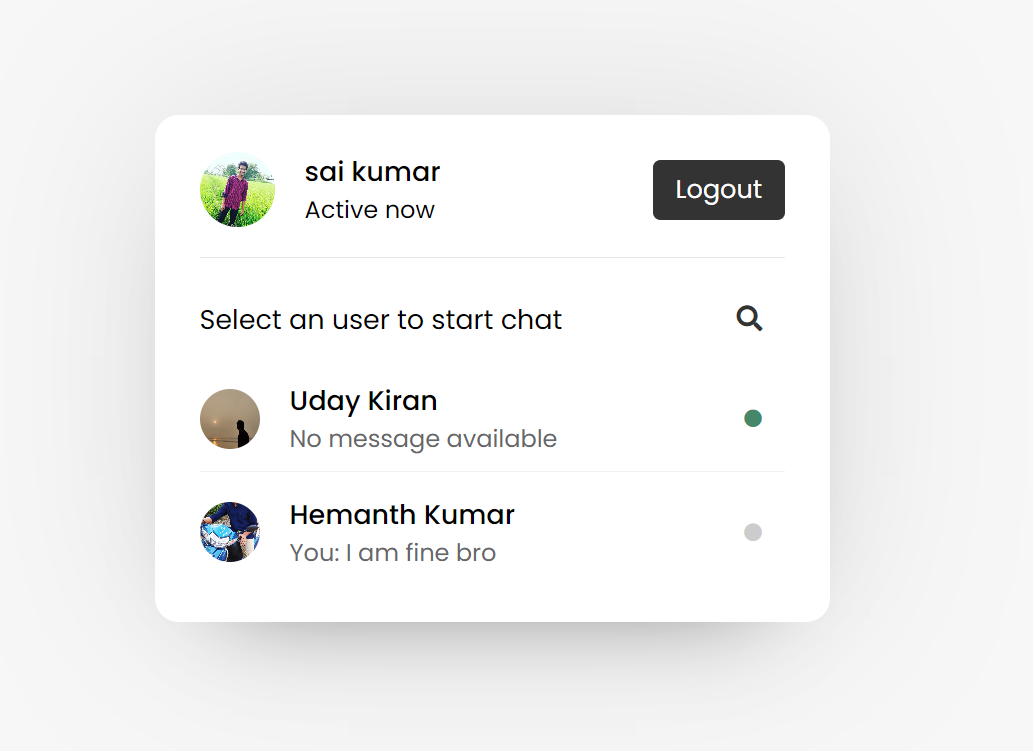 sai kumar
Active now
Logout
Select an user to start chat
Uday Kiran
No message available
Hemanth Kumar
You: I am fine bro